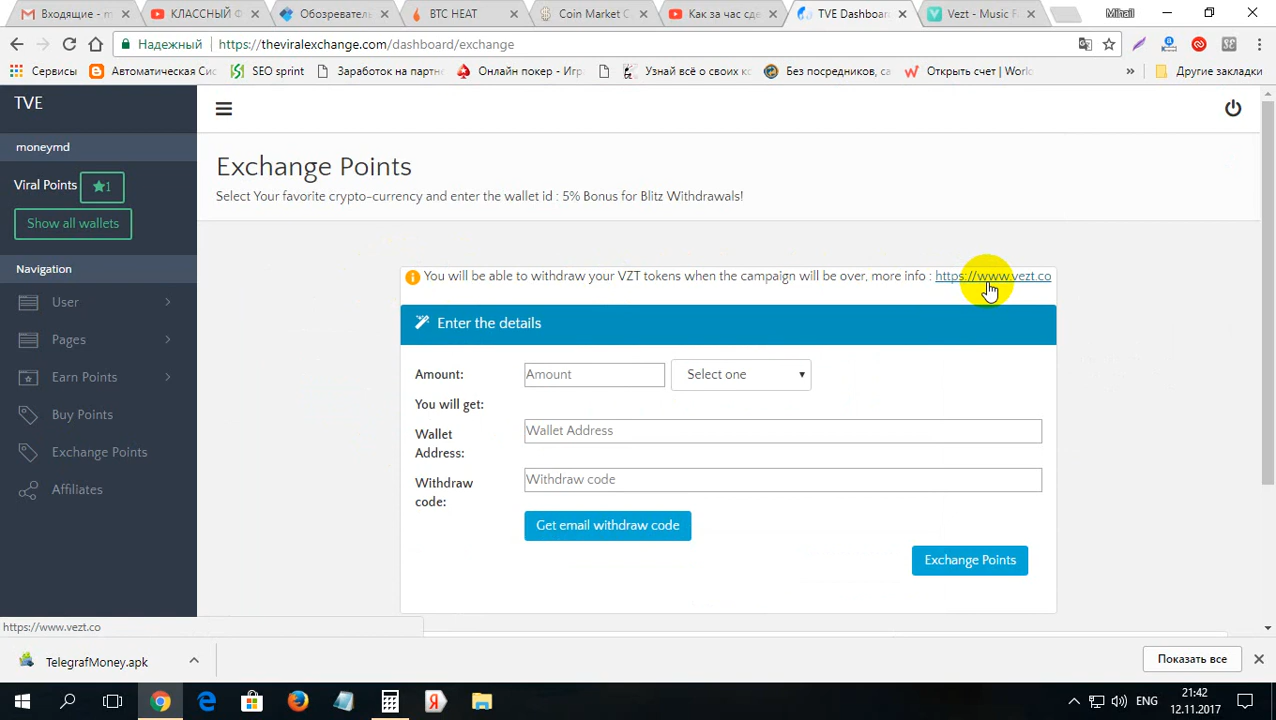 Входящие - m
КЛАССНЫЙ Ф
Обозреватель
BTC HEAT
Coin Market C
Как за час сде
TVE Dashboar
Vezt - Music F
Mihail
Надежный
https://theviralexchange.com/dashboard/exchange
Сервисы
Автоматическая Сис
SEO sprint
Заработок на партн
Онлайн покер - Игр
Узнай всё о своих ко
Без посредников, са
Открыть счет | Worl
»
Другие закладки
TVE
moneymd
Viral Points
1
Show all wallets
Navigation
User
Pages
Earn Points
Buy Points
Exchange Points
Affiliates
Exchange Points
Select Your favorite crypto-currency and enter the wallet id : 5% Bonus for Blitz Withdrawals!
You will be able to withdraw your VZT tokens when the campaign will be over, more info : https://www.vezt.co
Enter the details
Amount:
Amount
Select one
You will get:
Wallet
Address:
Wallet Address
Withdraw
code:
Withdraw code
Get email withdraw code
Exchange Points
https://www.vezt.co
TelegrafMoney.apk
Показать все
ENG
21:42
12.11.2017